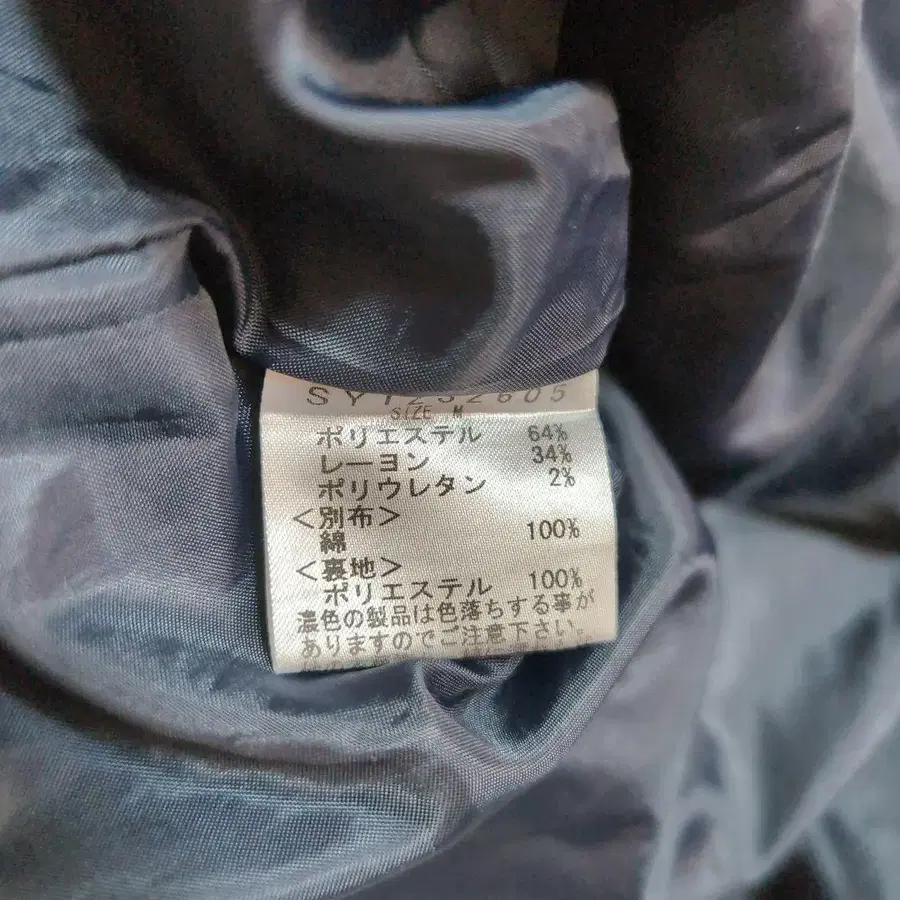 SIZE M
ポリエステル 64%
レーヨン 34%
ポリウレタン 2%
<別布>
綿 100%
<裏地>
ポリエステル 100%
濃色の製品は色落ちする事が
ありますのでご注意下さい。